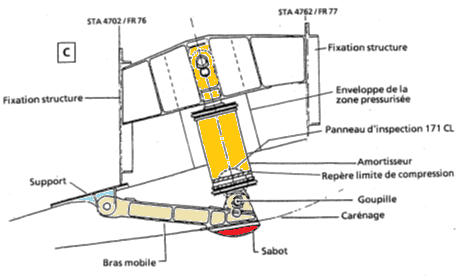 STA 4702 / FR 76
STA 4762 / FR 77
C
Fixation structure
Fixation structure
Enveloppe de la
zone pressurisée
Panneau d'inspection 171 CL
Amortisseur
Repère limite de compression
Support
Goupille
Carénage
Sabot
Bras mobile